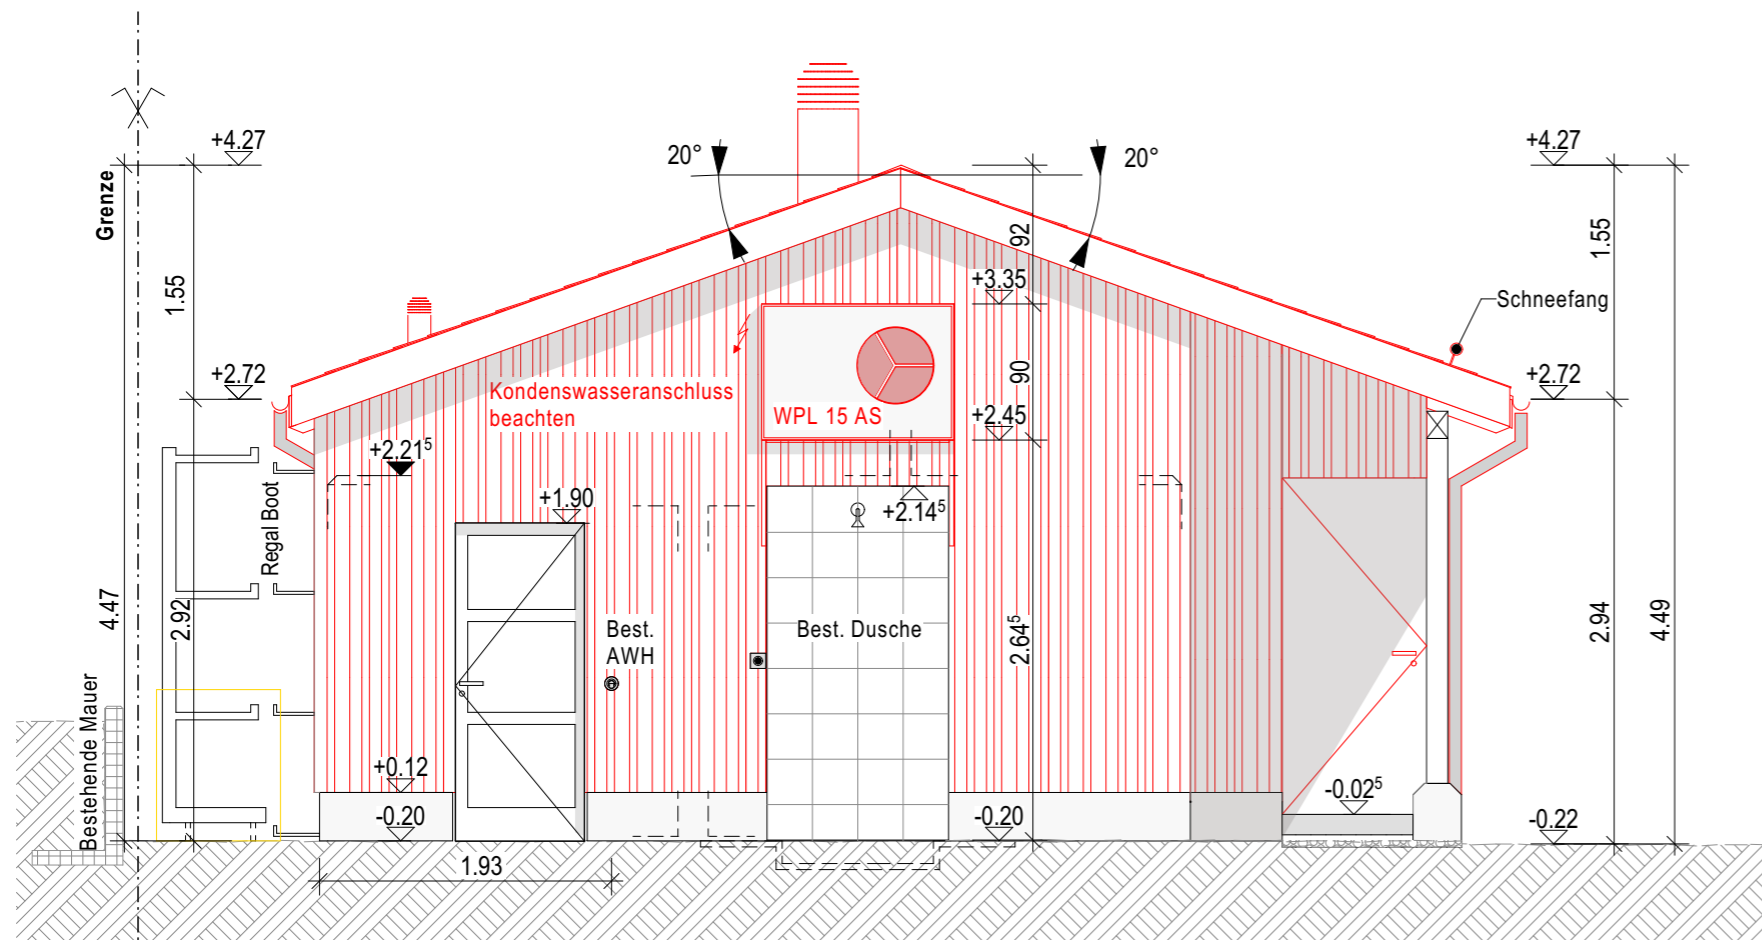 +4.27
20°
20°
+4.27
Grenze
1.55
92
1.55
+3.35
Schneefang
+2.72
Kondenswasseranschluss
beachten
WPL 15 AS
90
+2.45
+2.72
+2.21⁵
Regal Boot
+1.90
+2.14⁵
4.47
2.92
Best.
AWH
Best. Dusche
2.64⁵
2.94
4.49
Bestehende Mauer
+0.12
-0.20
-0.20
-0.02⁵
-0.22
1.93